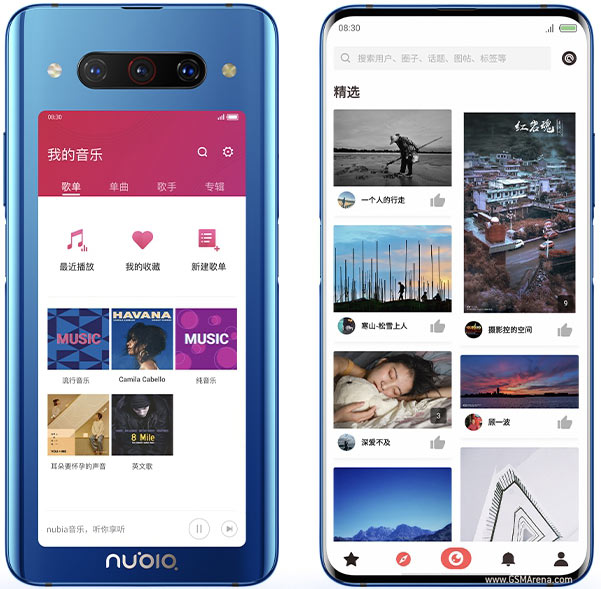 08:30
我的音乐
歌单 单曲 歌手 专辑
最近播放 我的收藏 新建歌单
MUSIC
HAVANA
CAMILA CABELLO
MUSIC
流行音乐 Camila Cabello 纯音乐
8 Mile
耳朵要怀孕的声音 英文歌
nubia音乐，听你享听
nubia
08:30
搜索用户、圈子、话题、图帖、标签等
精选
红岩魂
一个人的行走
9
寒山-松雪上人
摄影控的空间
3
深爱不及
顾一波
www.GSMArena.com